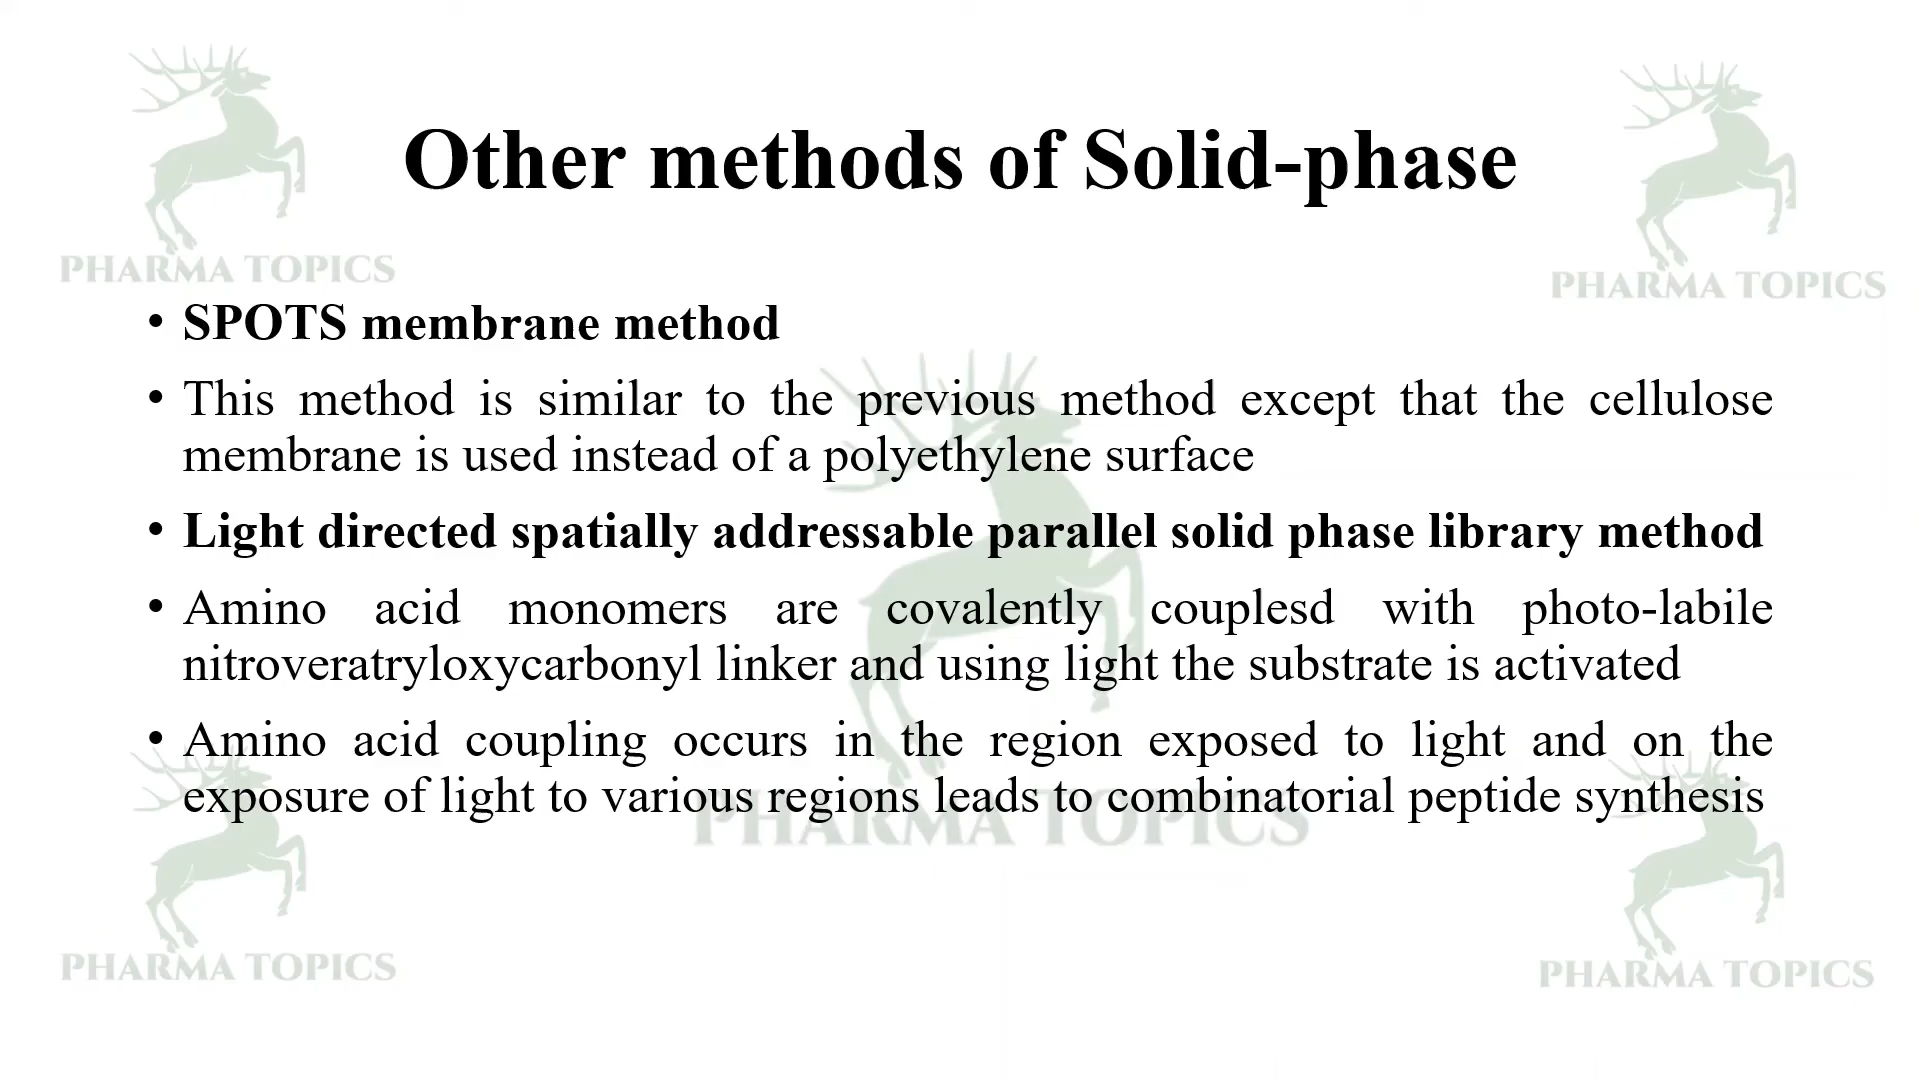 Other methods of Solid-phase
PHARMA TOPICS
PHARMA TOPICS
• SPOTS membrane method
• This method is similar to the previous method except that the cellulose
membrane is used instead of a polyethylene surface
• Light directed spatially addressable parallel solid phase library method
• Amino acid monomers are covalently couplesd with photo-labile
nitroveratryloxycarbonyl linker and using light the substrate is activated
• Amino acid coupling occurs in the region exposed to light and on the
exposure of light to various regions leads to combinatorial peptide synthesis
PHARMA TOPICS
PHARMA TOPICS
PHARMA TOPICS